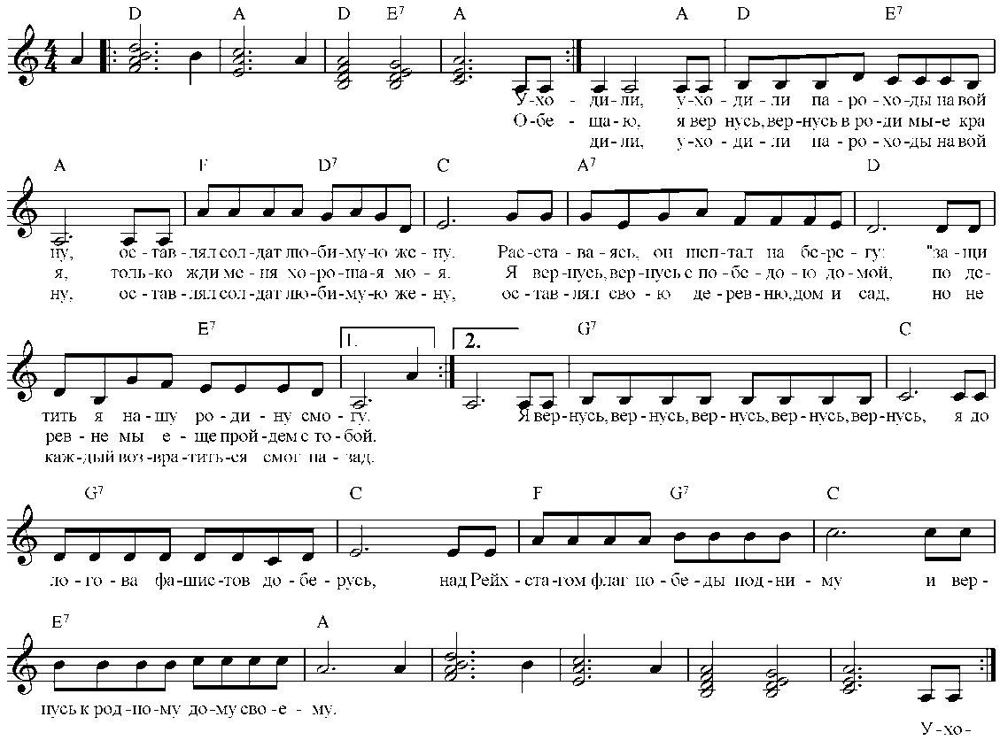 D A D E7 A A D E7
У-хо - ди-ли, у-хо - ди - ли па - ро - хо-ды на вой
О-бе - ща-ю, я вер нусь,вер-нусь в ро-ди мы-е кра
ди-ли, у-хо - ди - ли па - ро - хо-ды на вой
A F D7 C A7 D
ну, ос-тав - лял сол-дат лю-би-му-ю же-ну. Рас-ста - ва-ясь, он шеп-тал на бе-ре-гу: "за-щи
я, толь-ко жди ме-ня хо-ро-ша-я мо-я. Я вер-нусь,вер-нусь с по-бе-до-ю до-мой, по де-
ну, ос-тав - лял сол-дат лю-би-му-ю же-ну, ос-тав-лял сво-ю де-рев-ню,дом и сад, но не
E7 1. 2. G7 C
тить я на-шу ро-ди-ну смо-гу. Я вер-нусь,вер-нусь,вер-нусь,вер-нусь,вер-нусь,вер-нусь, я до
рев-не мы е-ще прой-дем с то-бой.
каж-дый воз-вра-тить-ся смог на-зад.
G7 C F G7 C
ло-го-ва фа-шис-тов до-бе-русь, над Рейх-ста-гом флаг по-бе-ды под-ни-му и вер-
E7 A
нусь к род-но-му до-му сво-е-му.
У-хо-